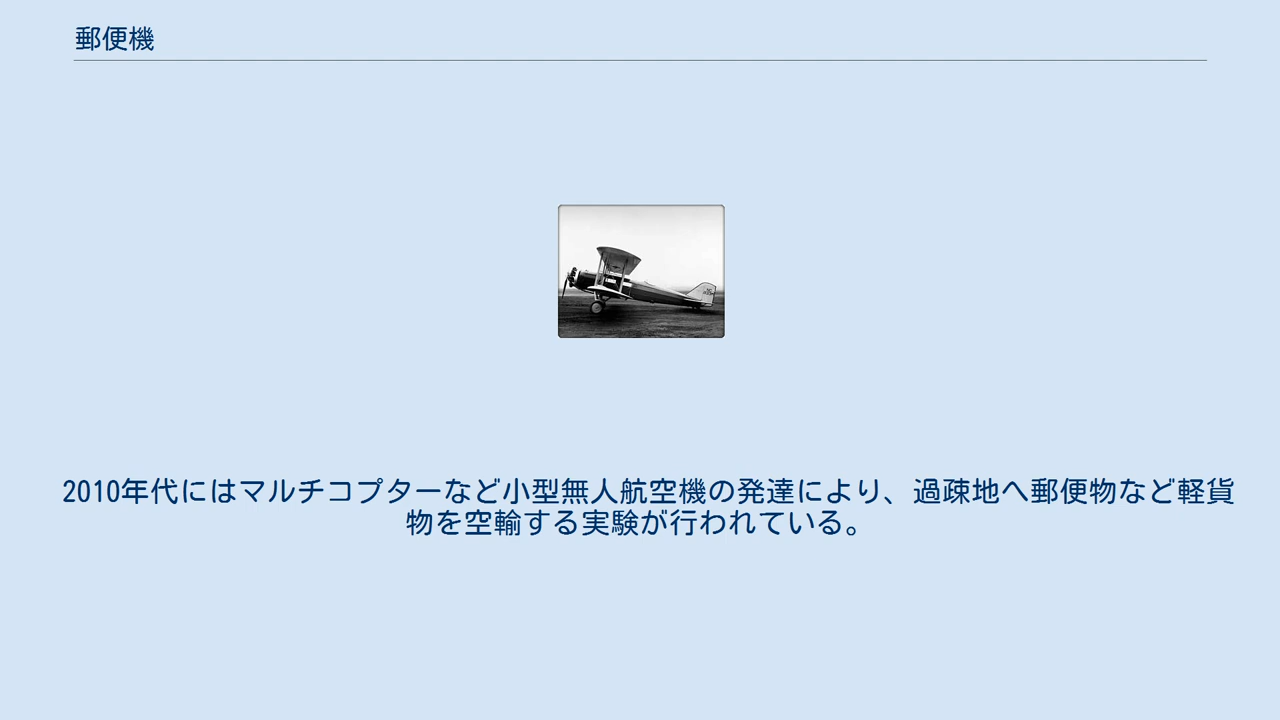 郵便機
2010年代にはマルチコプターなど小型無人航空機の発達により、過疎地へ郵便物など軽貨
物を空輸する実験が行われている。